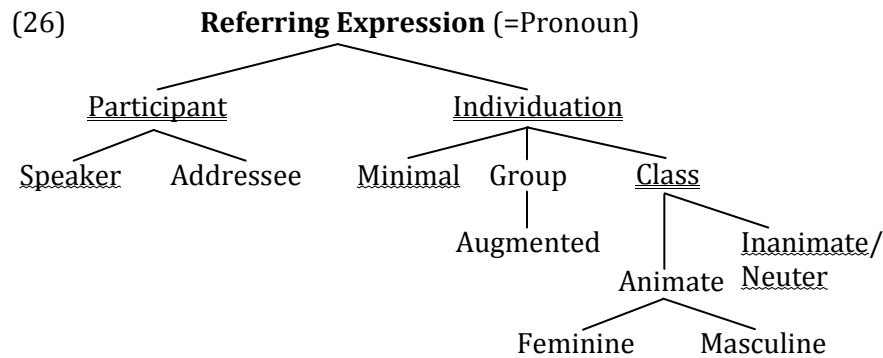 (26) Referring Expression (=Pronoun)
Participant Individuation
Speaker Addressee Minimal Group Class
Augmented Inanimate/
Animate Neuter
Feminine Masculine